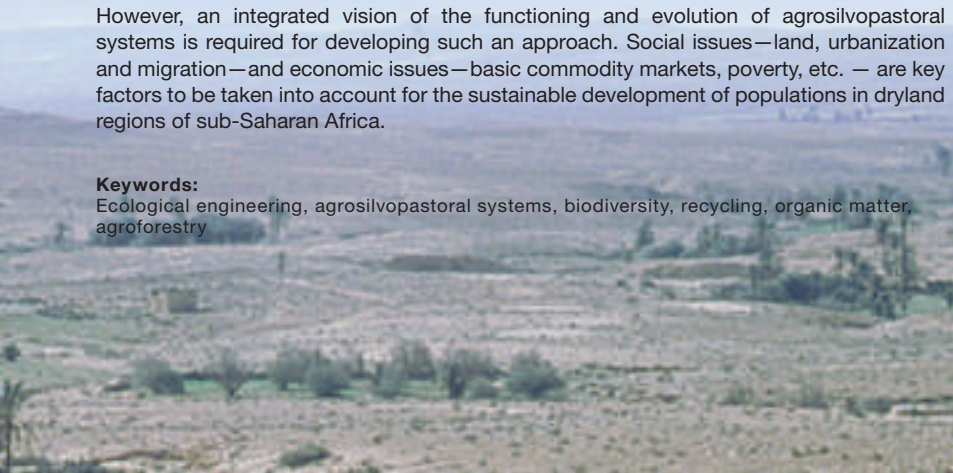 However, an integrated vision of the functioning and evolution of agrosilvopastoral
systems is required for developing such an approach. Social issues—land, urbanization
and migration—and economic issues—basic commodity markets, poverty, etc. — are key
factors to be taken into account for the sustainable development of populations in dryland
regions of sub-Saharan Africa.
Keywords:
Ecological engineering, agrosilvopastoral systems, biodiversity, recycling, organic matter,
agroforestry